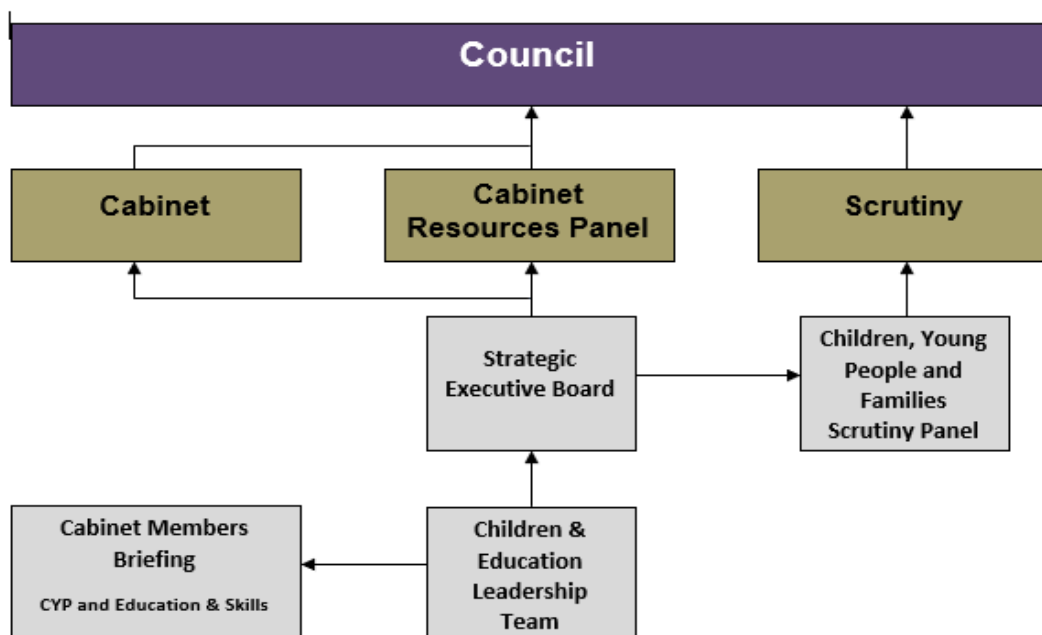 Council
Cabinet
Cabinet
Resources Panel
Scrutiny
Strategic
Executive Board
Children, Young
People and
Families
Scrutiny Panel
Cabinet Members
Briefing
CYP and Education & Skills
Children &
Education
Leadership
Team